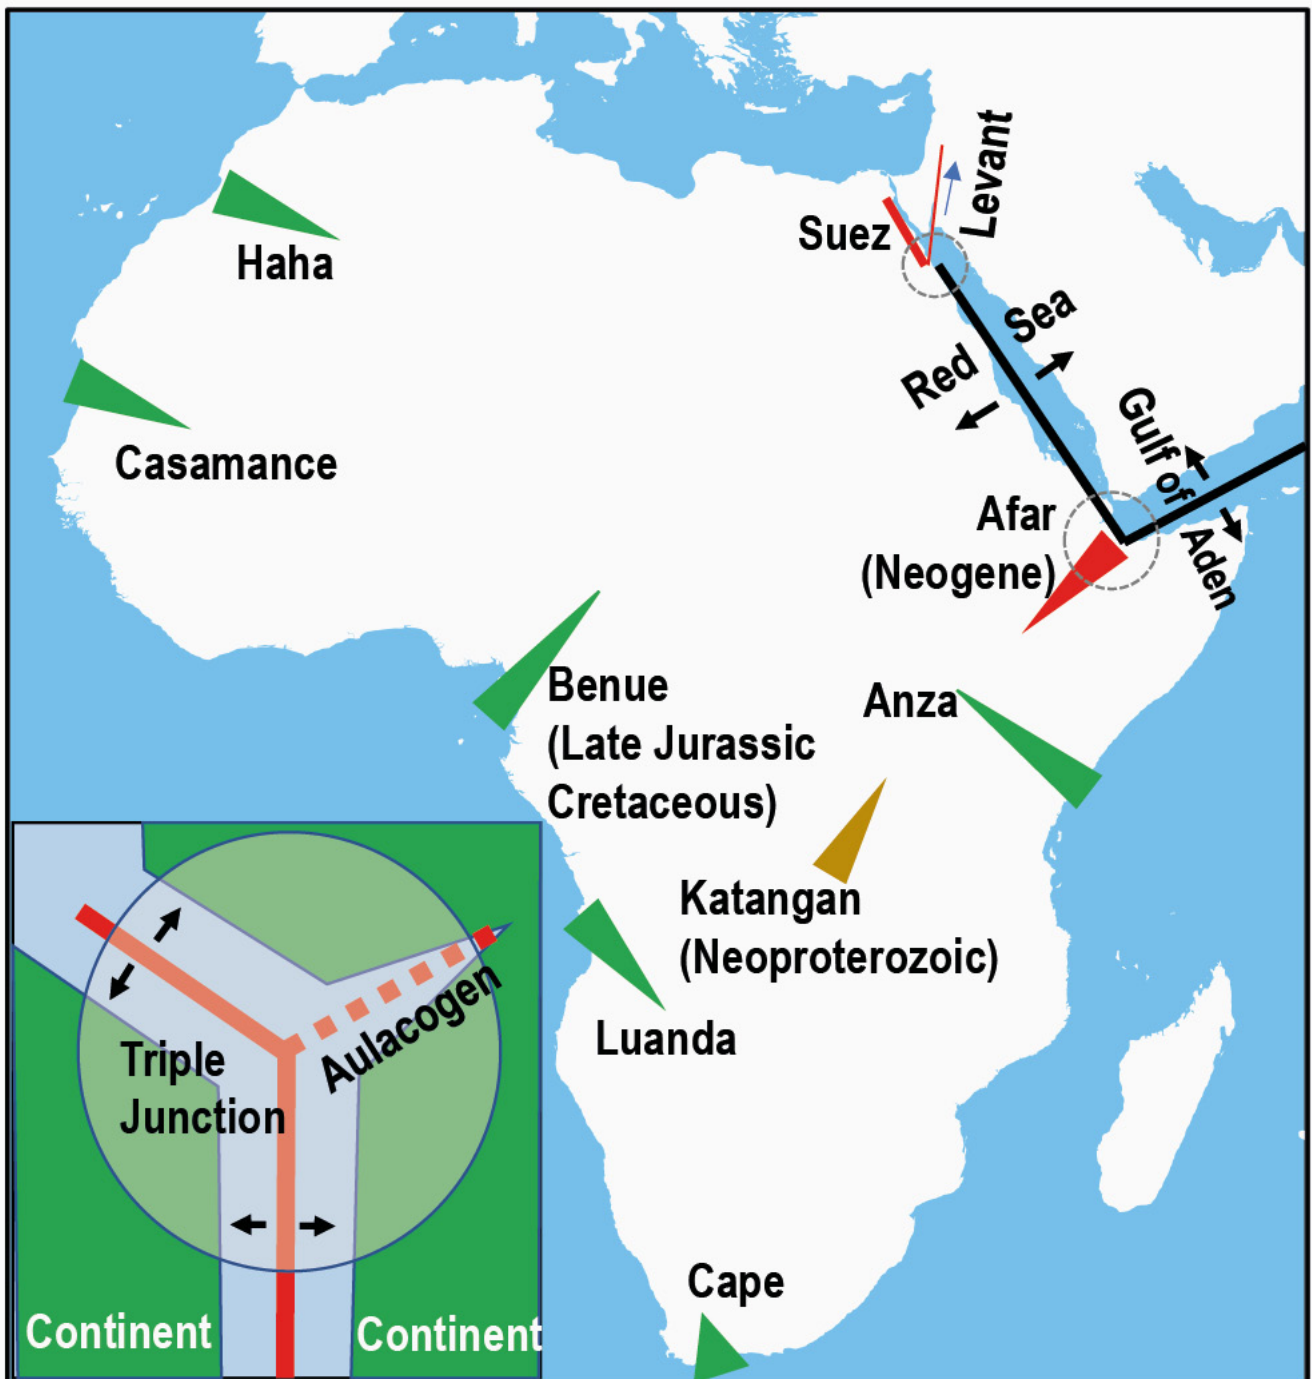 Levant
Suez
Haha
Red Sea
Casamance
Gulf of
Aden
Afar
(Neogene)
Benue
(Late Jurassic
Cretaceous)
Anza
Katangan
(Neoproterozoic)
Luanda
Aulacogen
Triple
Junction
Cape
Continent
Continent